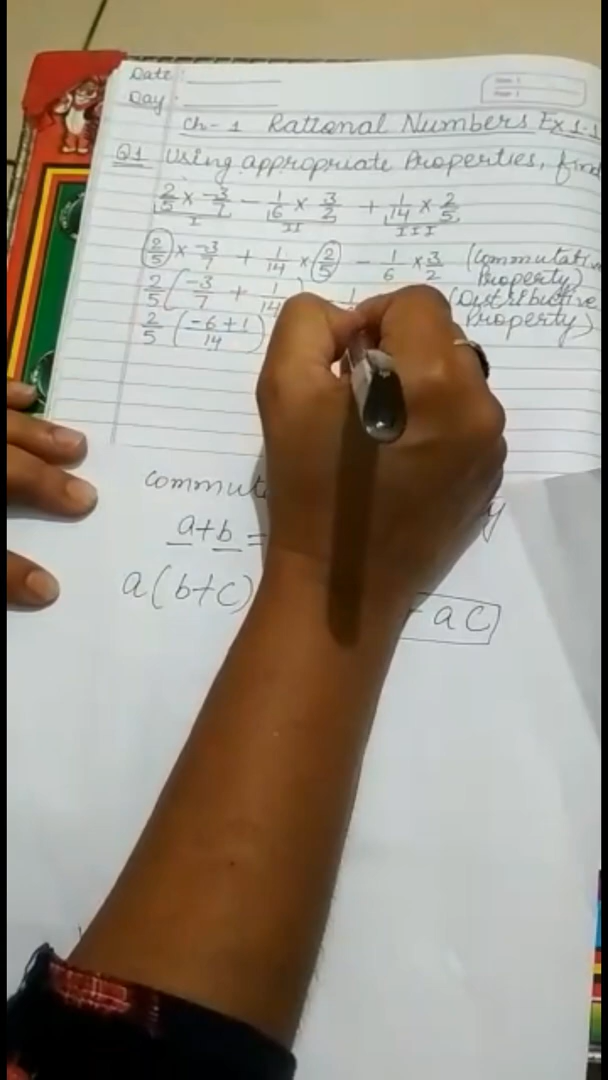 Date :
Day :
Ch- 1 Rational Numbers Ex 1.1
Q1 Using appropriate Properties, find
2/5 × -3/7 - 1/6 × 3/2 + 1/14 × 2/5
I II III
2/5 × -3/7 + 1/14 × 2/5 - 1/6 × 3/2 (Commutative
Property)
2/5 (-3/7 + 1/14) - 1 (Distributive
Property)
2/5 (-6+1/14)
a+b =
a(b+c) ac